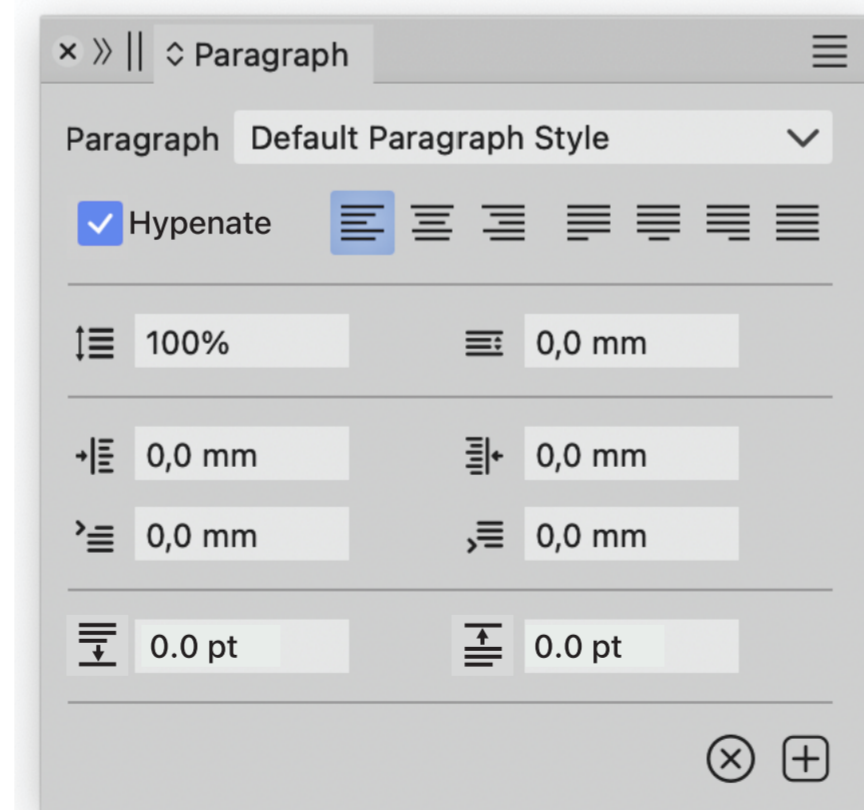 Paragraph
Paragraph Default Paragraph Style
Hypenate
100% 0,0 mm
0,0 mm 0,0 mm
0,0 mm 0,0 mm
0.0 pt 0.0 pt